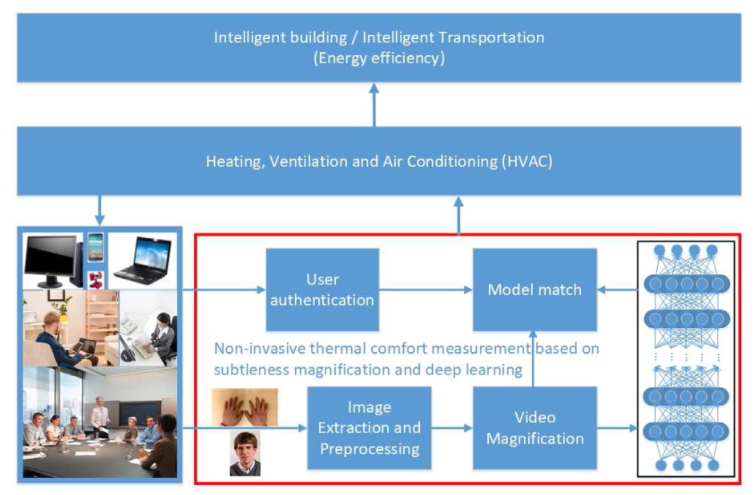 Intelligent building / Intelligent Transportation
(Energy efficiency)
Heating, Ventilation and Air Conditioning (HVAC)
User
authentication
Model match
Non-invasive thermal comfort measurement based on
subtleness magnification and deep learning
Image
Extraction and
Preprocessing
Video
Magnification